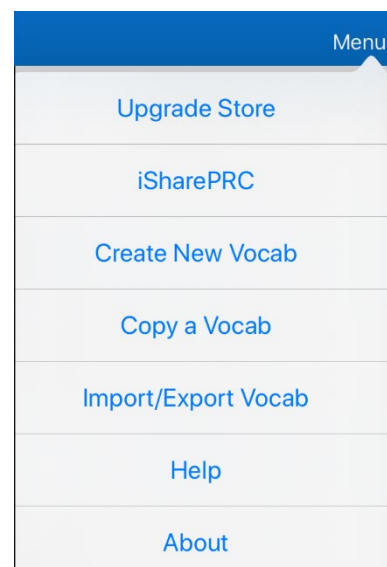 Menu
Upgrade Store
iSharePRC
Create New Vocab
Copy a Vocab
Import/Export Vocab
Help
About